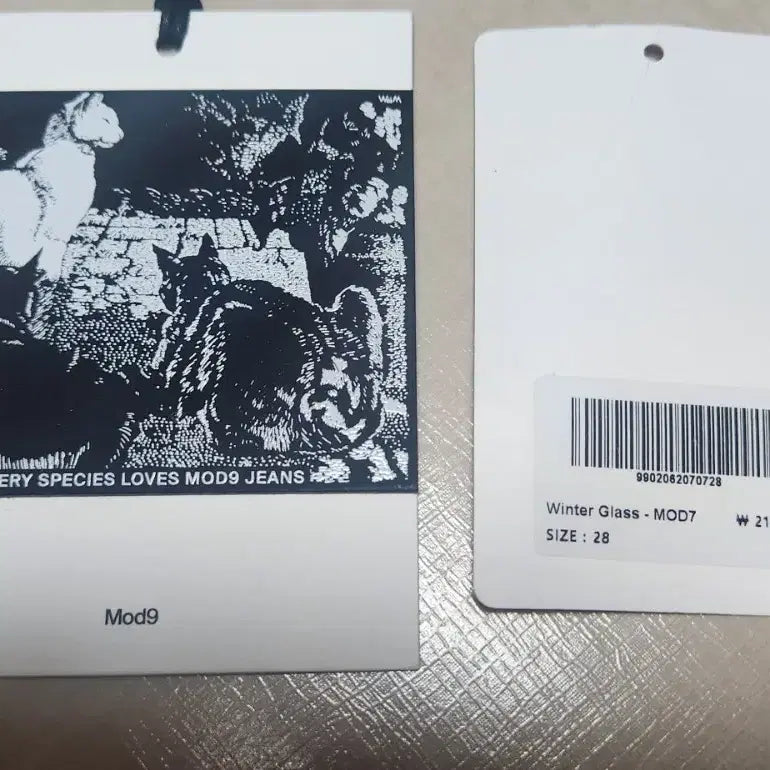 ERY SPECIES LOVES MOD9 JEANS
Mod9
9902062070728
Winter Glass - MOD7 ₩ 21
SIZE : 28